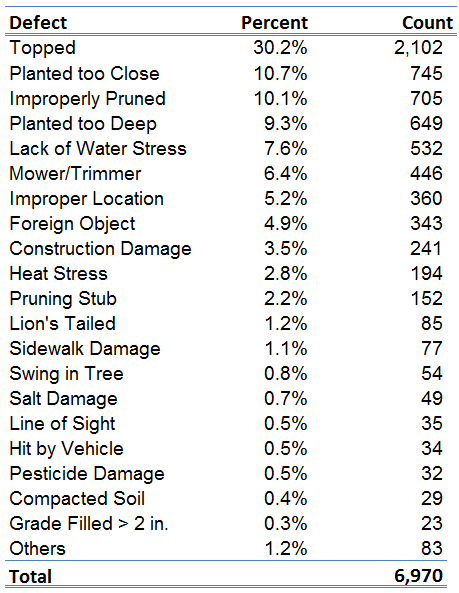 Defect Percent Count
Topped 30.2% 2,102
Planted too Close 10.7% 745
Improperly Pruned 10.1% 705
Planted too Deep 9.3% 649
Lack of Water Stress 7.6% 532
Mower/Trimmer 6.4% 446
Improper Location 5.2% 360
Foreign Object 4.9% 343
Construction Damage 3.5% 241
Heat Stress 2.8% 194
Pruning Stub 2.2% 152
Lion's Tailed 1.2% 85
Sidewalk Damage 1.1% 77
Swing in Tree 0.8% 54
Salt Damage 0.7% 49
Line of Sight 0.5% 35
Hit by Vehicle 0.5% 34
Pesticide Damage 0.5% 32
Compacted Soil 0.4% 29
Grade Filled > 2 in. 0.3% 23
Others 1.2% 83
Total 6,970